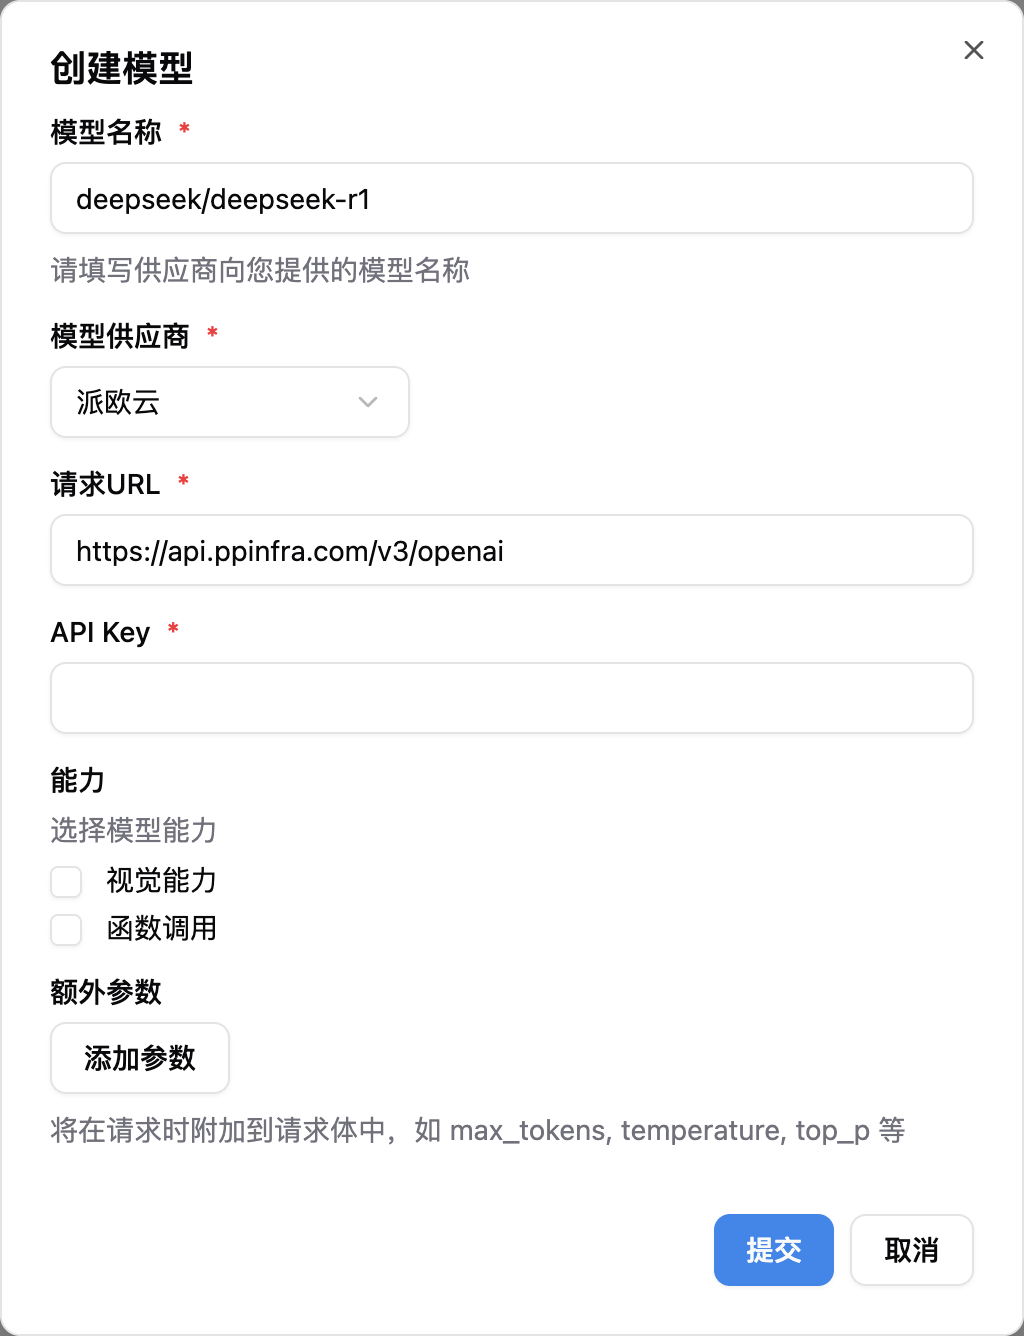 创建模型
模型名称 *
deepseek/deepseek-r1
请填写供应商向您提供的模型名称
模型供应商 *
派欧云
请求URL *
https://api.ppinfra.com/v3/openai
API Key *
能力
选择模型能力
视觉能力
函数调用
额外参数
添加参数
将在请求时附加到请求体中，如 max_tokens, temperature, top_p 等
提交 取消